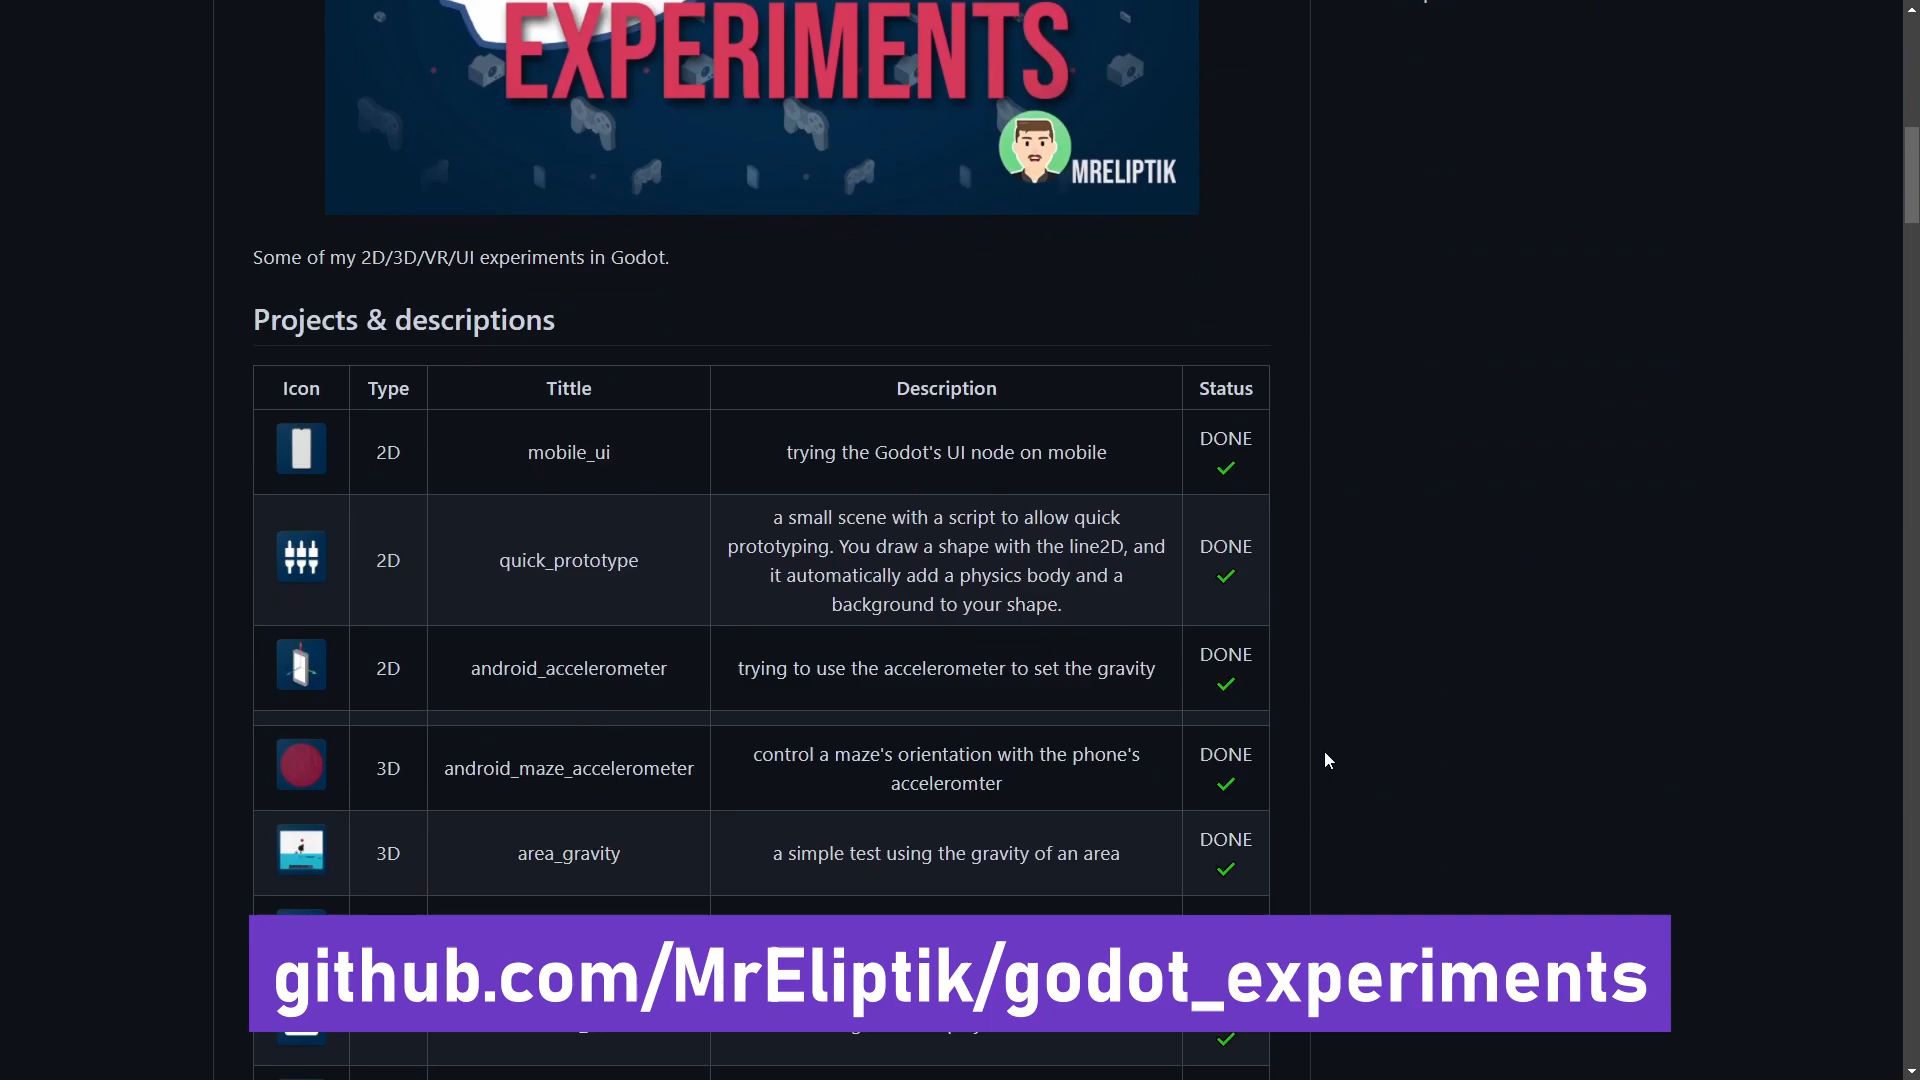 EXPERIMENTS
MRELIPTIK
Some of my 2D/3D/VR/UI experiments in Godot.
Projects & descriptions
Icon Type Tittle Description Status
2D mobile_ui trying the Godot's UI node on mobile DONE
2D quick_prototype a small scene with a script to allow quick
prototyping. You draw a shape with the line2D, and
it automatically add a physics body and a
background to your shape. DONE
2D android_accelerometer trying to use the accelerometer to set the gravity DONE
3D android_maze_accelerometer control a maze's orientation with the phone's
acceleromter DONE
3D area_gravity a simple test using the gravity of an area DONE
github.com/MrEliptik/godot_experiments